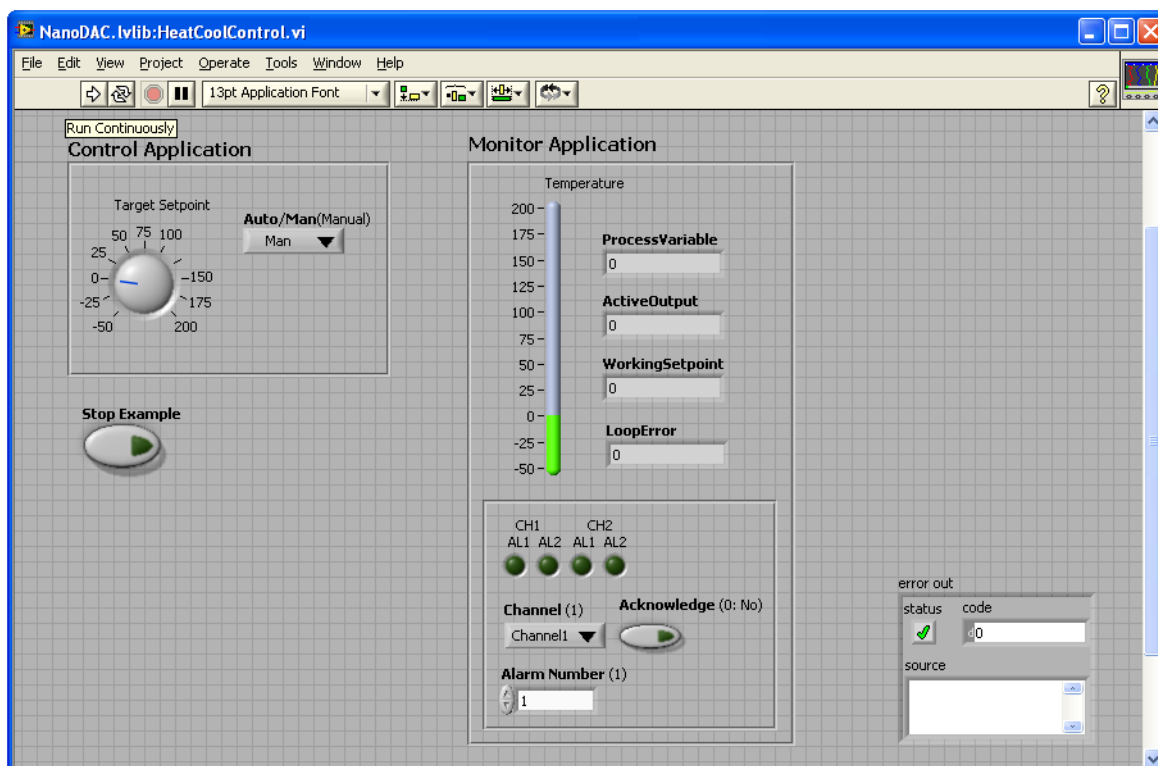 NanoDAC.lvlib:HeatCoolControl.vi
File Edit View Project Operate Tools Window Help
13pt Application Font
?
Run Continuously
Control Application
Target Setpoint
50 75 100
25
0 150
-25 175
-50 200
Auto/Man(Manual)
Man
Stop Example
Monitor Application
Temperature
200
175
150
125
100
75
50
25
0
-25
-50
ProcessVariable
0
ActiveOutput
0
WorkingSetpoint
0
LoopError
0
CH1 CH2
AL1 AL2 AL1 AL2
Channel (1)
Channel1
Acknowledge (0: No)
Alarm Number (1)
1
error out
status code
0
source